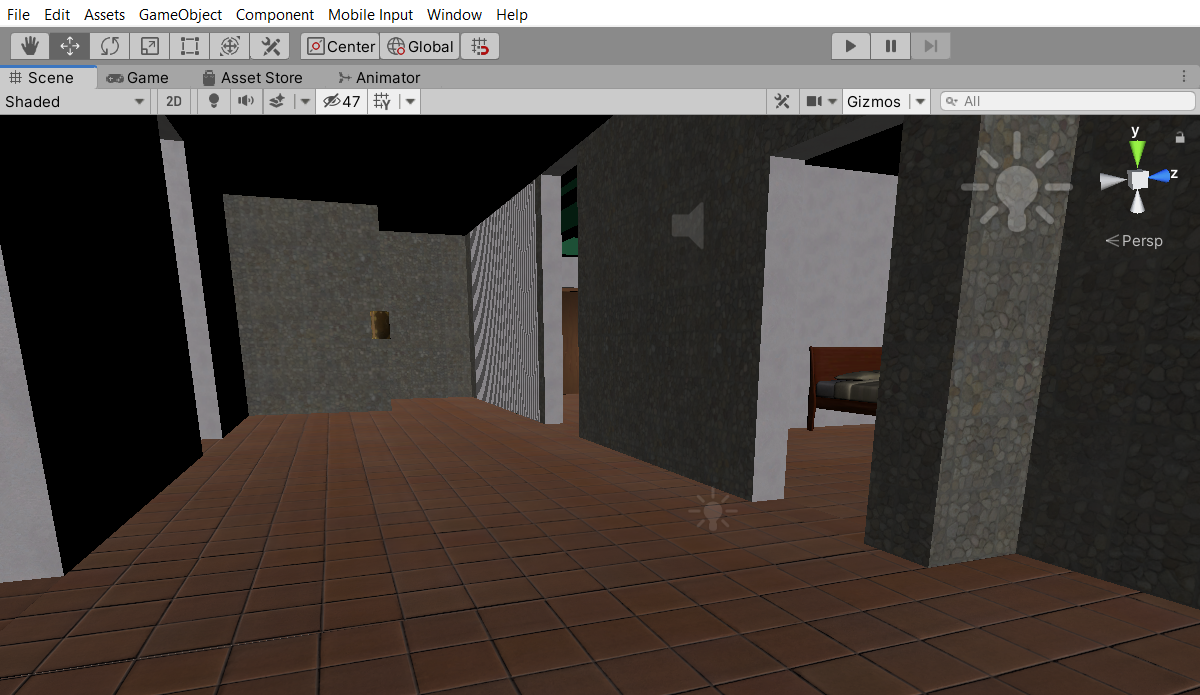 File Edit Assets GameObject Component Mobile Input Window Help
Center Global
Scene Game Asset Store Animator
Shaded 2D 47 Gizmos All
y
z
Persp